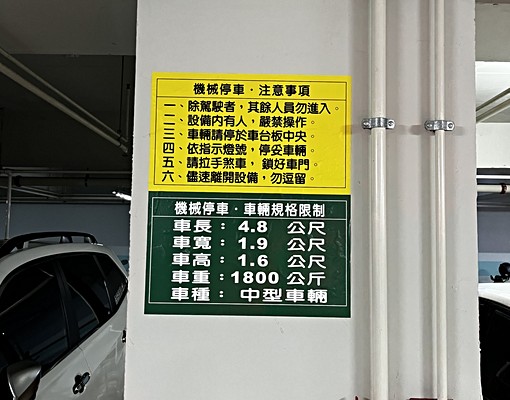 機械停車．注意事項
一、除駕駛者，其餘人員勿進入。
二、設備內有人，嚴禁操作。
三、車輛請停於車台板中央。
四、依指示燈號，停妥車輛。
五、請拉手煞車，鎖好車門。
六、儘速離開設備，勿逗留。
機械停車．車輛規格限制
車長：4.8 公尺
車寬：1.9 公尺
車高：1.6 公尺
車重：1800 公斤
車種：中型車輛